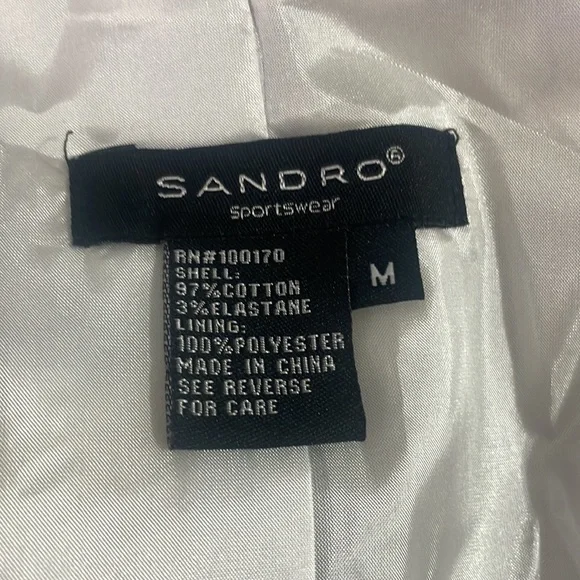 SANDRO®
Sportswear
M
RN#100170
SHELL:
97%COTTON
3%ELASTANE
LINING:
100%POLYESTER
MADE IN CHINA
SEE REVERSE
FOR CARE